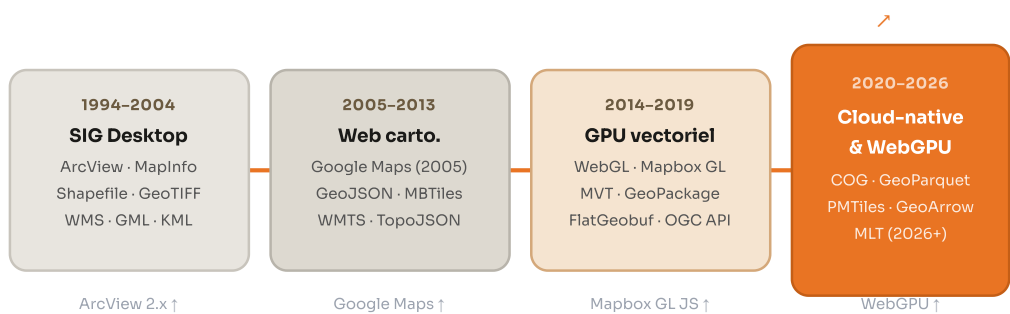 ↗
1994–2004
SIG Desktop
ArcView · MapInfo
Shapefile · GeoTIFF
WMS · GML · KML
ArcView 2.x ↑
2005–2013
Web carto.
Google Maps (2005)
GeoJSON · MBTiles
WMTS · TopoJSON
Google Maps ↑
2014–2019
GPU vectoriel
WebGL · Mapbox GL
MVT · GeoPackage
FlatGeobuf · OGC API
Mapbox GL JS ↑
2020–2026
Cloud-native
& WebGPU
COG · GeoParquet
PMTiles · GeoArrow
MLT (2026+)
WebGPU ↑